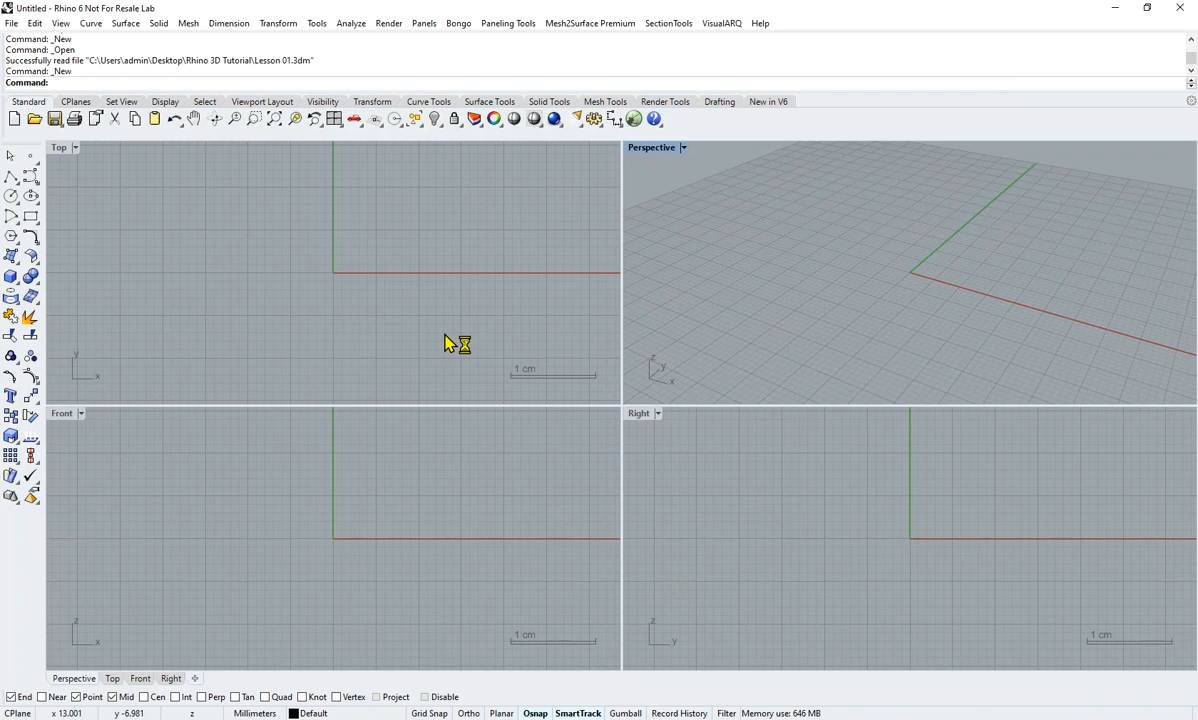 Untitled - Rhino 6 Not For Resale Lab
File Edit View Curve Surface Solid Mesh Dimension Transform Tools Analyze Render Panels Bongo Paneling Tools Mesh2Surface Premium SectionTools VisualARQ Help
Command: _New
Command: _Open
Successfully read file "C:\Users\admin\Desktop\Rhino 3D Tutorial\Lesson 01.3dm"
Command: _New
Command:
Standard CPlanes Set View Display Select Viewport Layout Visibility Transform Curve Tools Surface Tools Solid Tools Mesh Tools Render Tools Drafting New in V6
Top
Perspective
y
x
1 cm
z
y
x
Front
Right
z
x
1 cm
z
y
1 cm
Perspective Top Front Right
End Near Point Mid Cen Int Perp Tan Quad Knot Vertex Project Disable
CPlane x 13.001 y -6.981 z Millimeters Default Grid Snap Ortho Planar Osnap SmartTrack Gumball Record History Filter Memory use: 646 MB